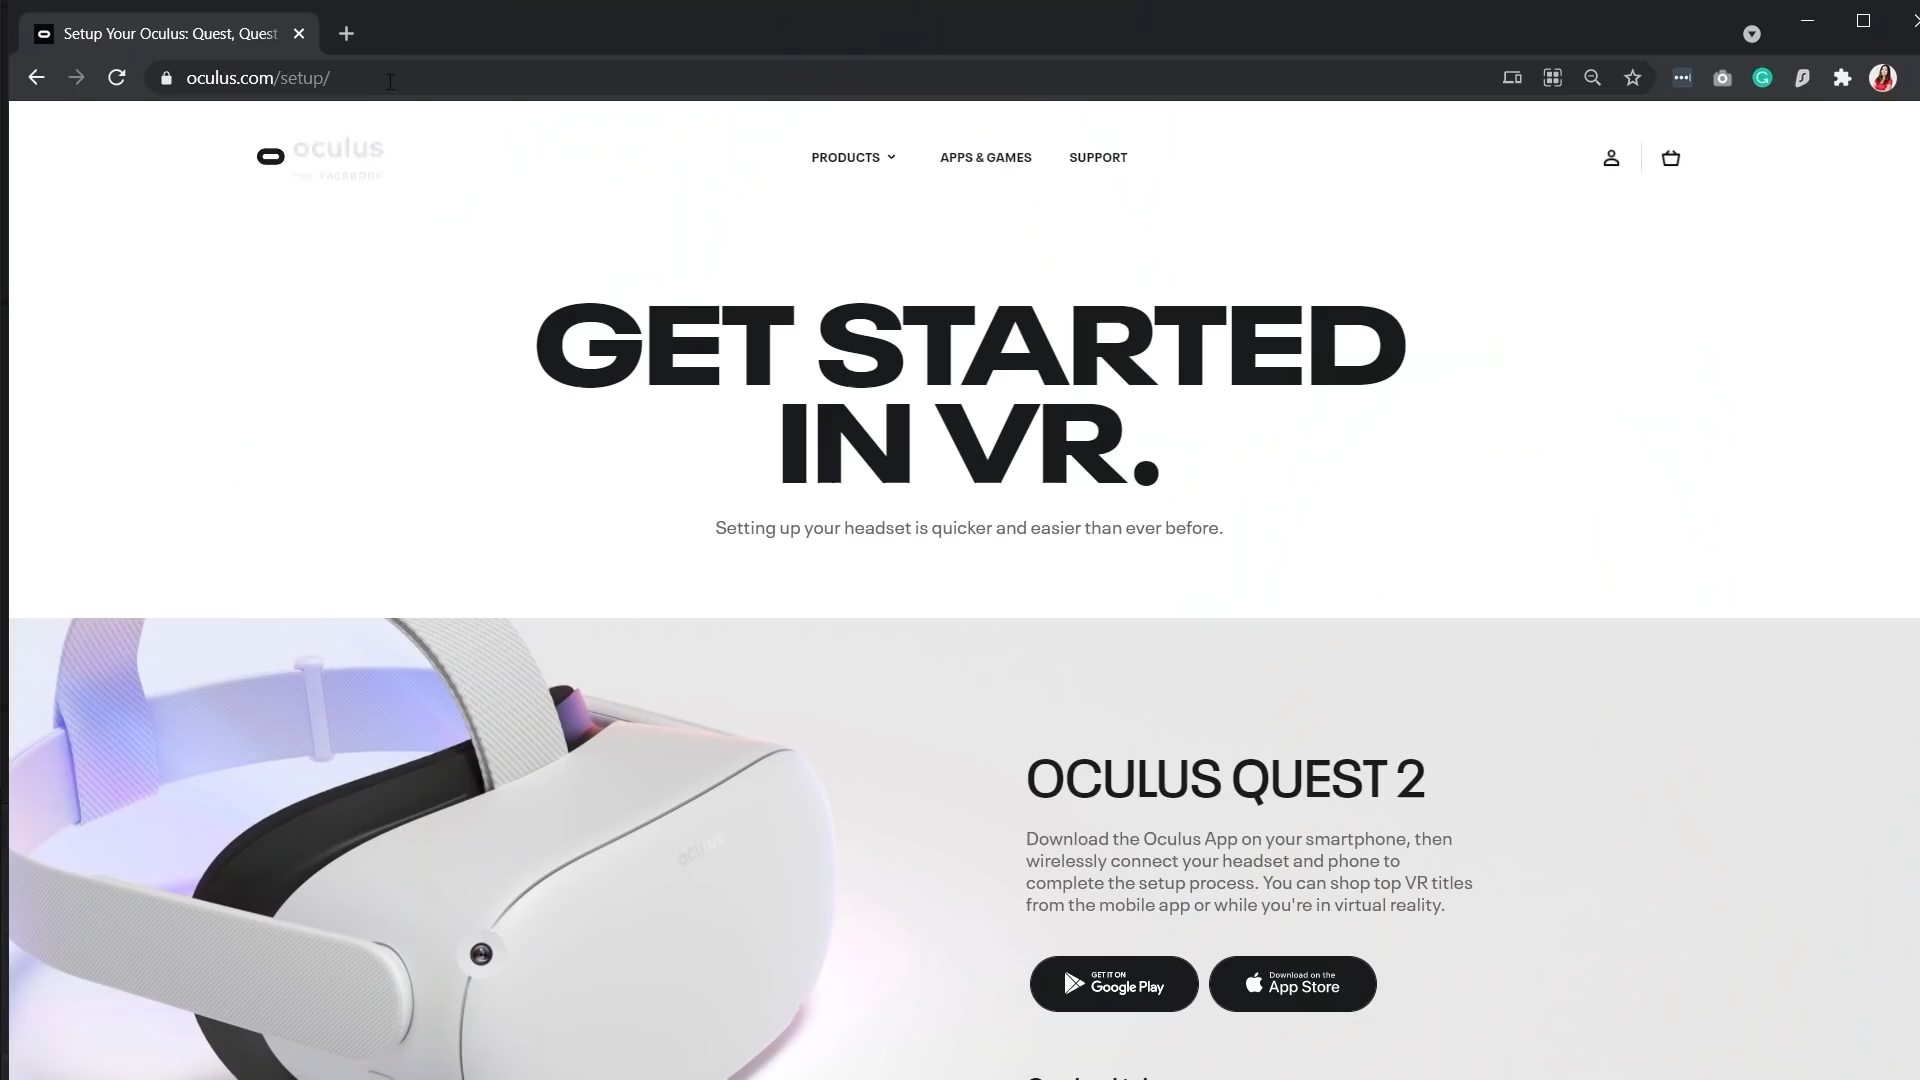 Setup Your Oculus: Quest, Quest
oculus.com/setup/
oculus
from FACEBOOK
PRODUCTS
APPS & GAMES
SUPPORT
GET STARTED
IN VR.
Setting up your headset is quicker and easier than ever before.
oculus
OCULUS QUEST 2
Download the Oculus App on your smartphone, then
wirelessly connect your headset and phone to
complete the setup process. You can shop top VR titles
from the mobile app or while you're in virtual reality.
GET IT ON
Google Play
Download on the
App Store